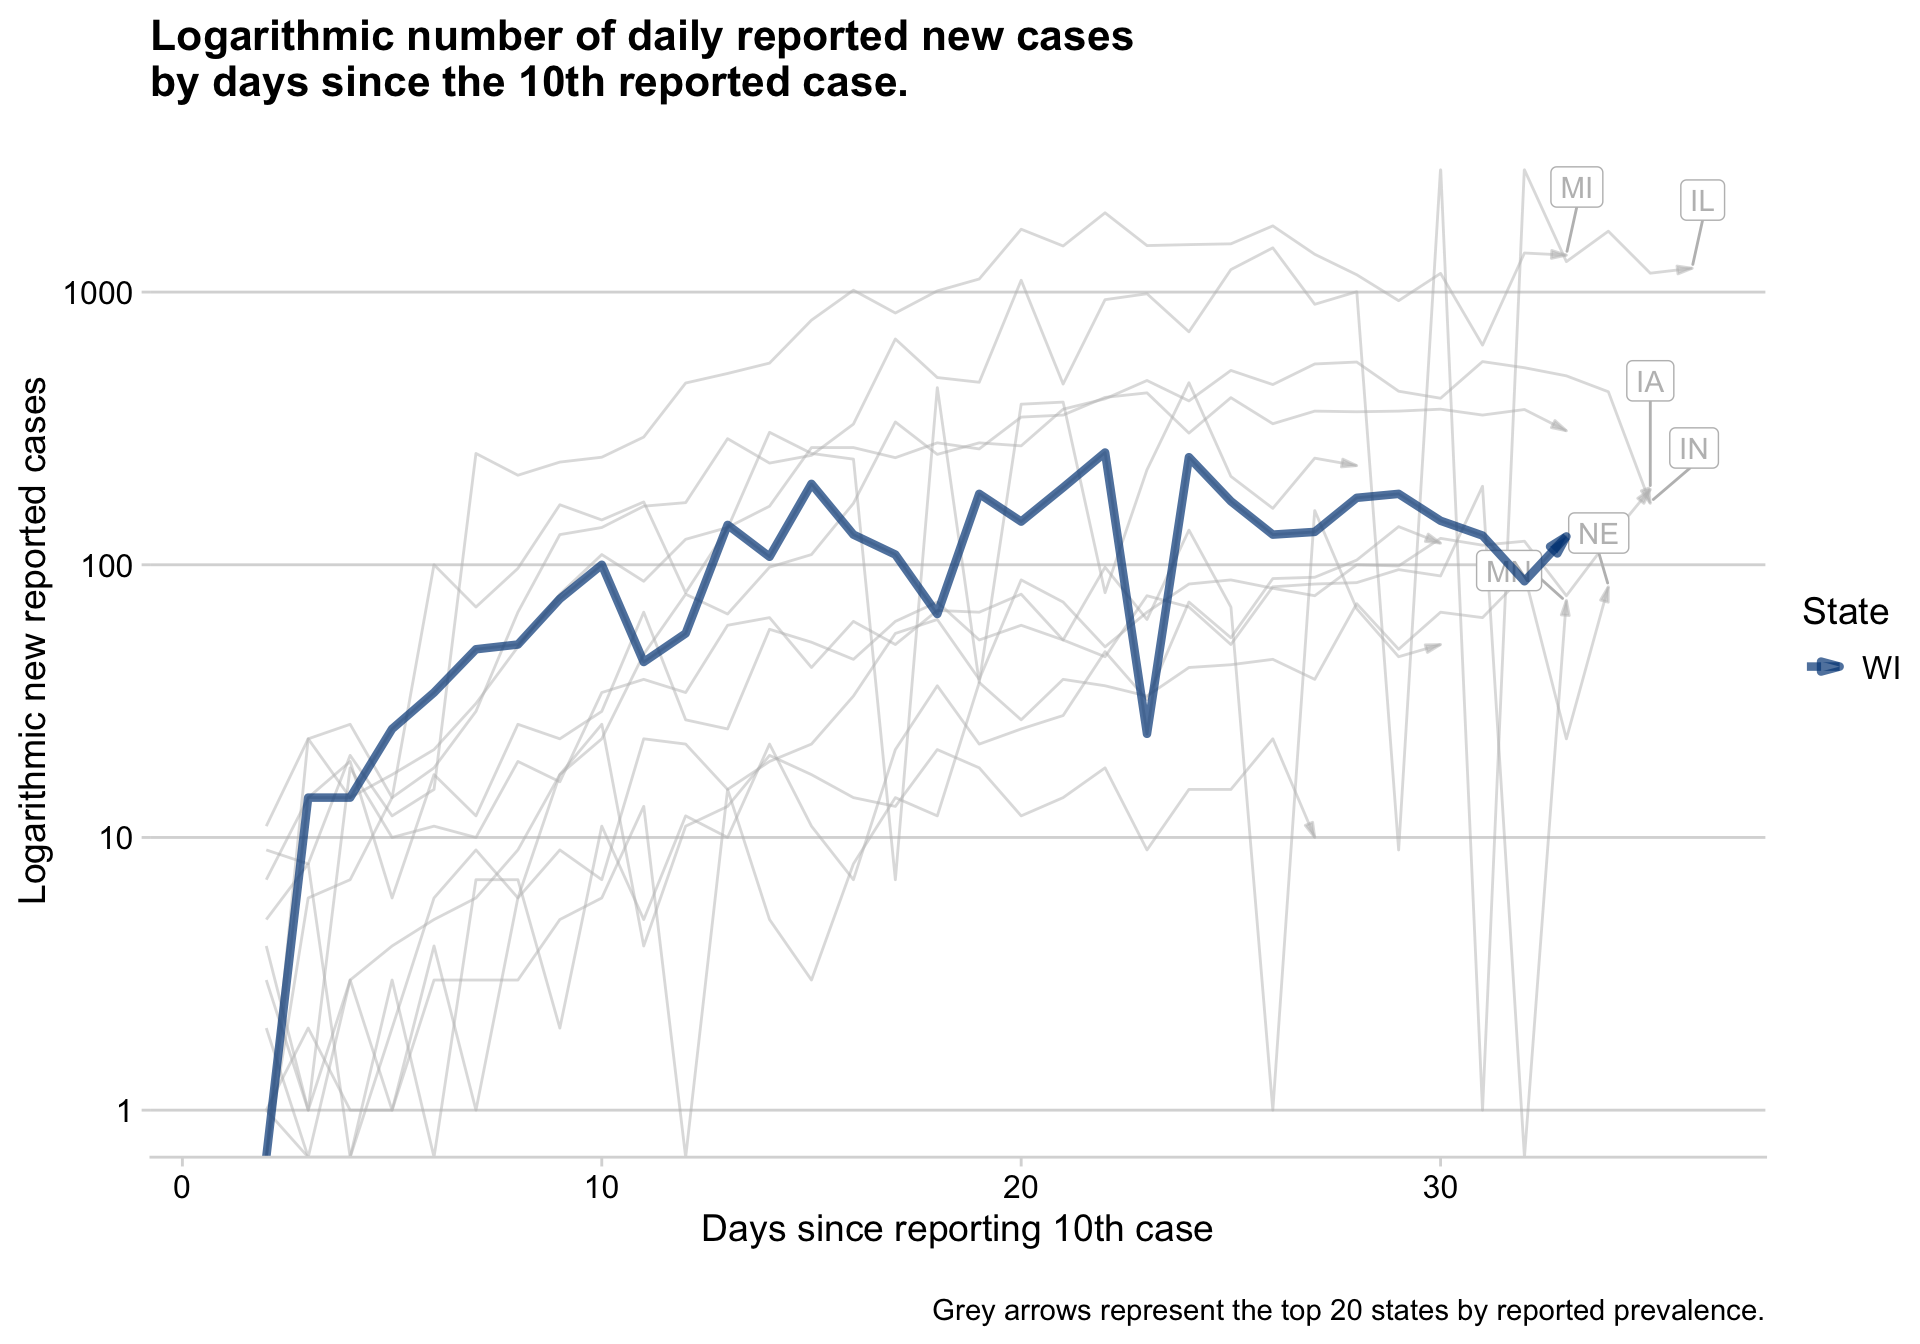 Logarithmic number of daily reported new cases
by days since the 10th reported case.
Logarithmic new reported cases
1000
100
10
1
MI
IL
IA
IN
NE
MN
State
WI
0
10
20
30
Days since reporting 10th case
Grey arrows represent the top 20 states by reported prevalence.